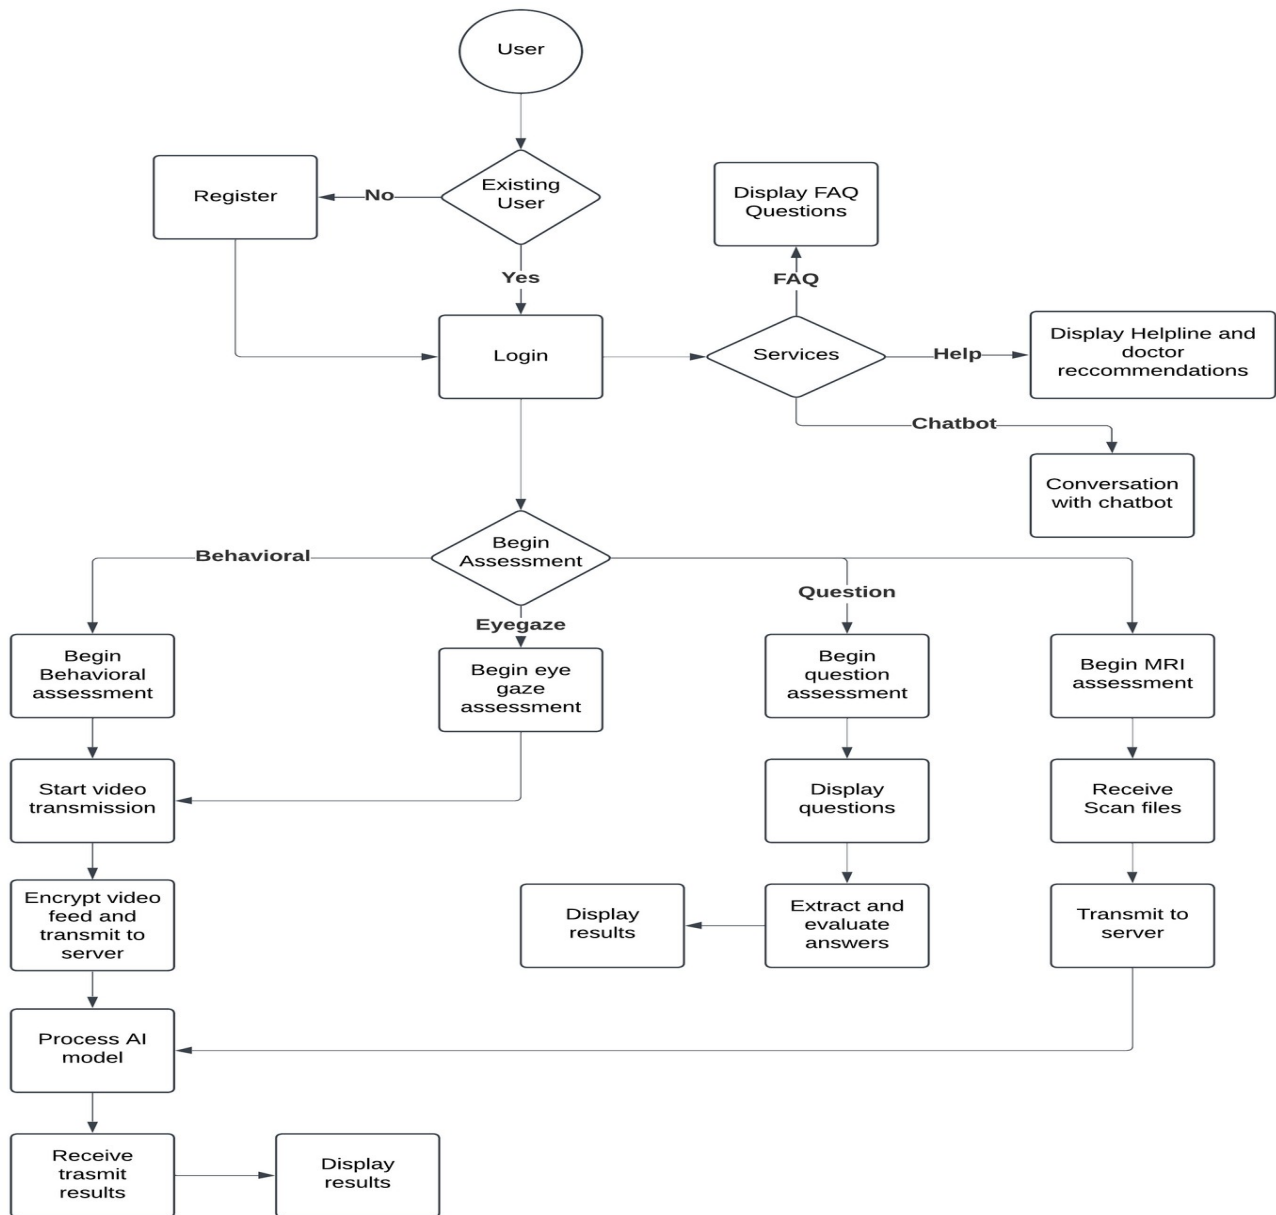 User
Existing
User
No
Register
Yes
Login
Display FAQ
Questions
FAQ
Services
Help
Display Helpline and
doctor
reccommendations
Chatbot
Conversation
with chatbot
Begin
Assessment
Behavioral
Eyegaze
Question
Begin
Behavioral
assessment
Begin eye
gaze
assessment
Begin
question
assessment
Begin MRI
assessment
Start video
transmission
Display
questions
Receive
Scan files
Encrypt video
feed and
transmit to
server
Display
results
Extract and
evaluate
answers
Transmit to
server
Process AI
model
Receive
trasmit
results
Display
results